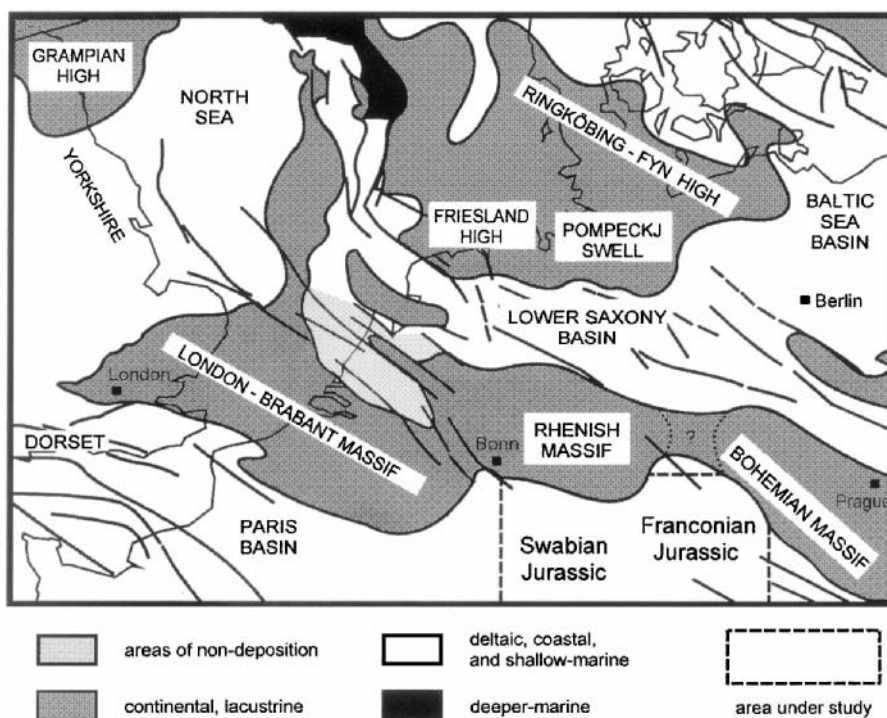 GRAMPIAN
HIGH
NORTH
SEA
YORKSHIRE
RINGKÖBING - FYN HIGH
FRIESLAND
HIGH
POMPECKJ
SWELL
BALTIC
SEA
BASIN
Berlin
LOWER SAXONY
BASIN
London
LONDON - BRABANT MASSIF
DORSET
Bonn
RHENISH
MASSIF
?
BOHEMIAN MASSIF
Prague
PARIS
BASIN
Swabian
Jurassic
Franconian
Jurassic
areas of non-deposition
deltaic, coastal,
and shallow-marine
continental, lacustrine
deeper-marine
area under study